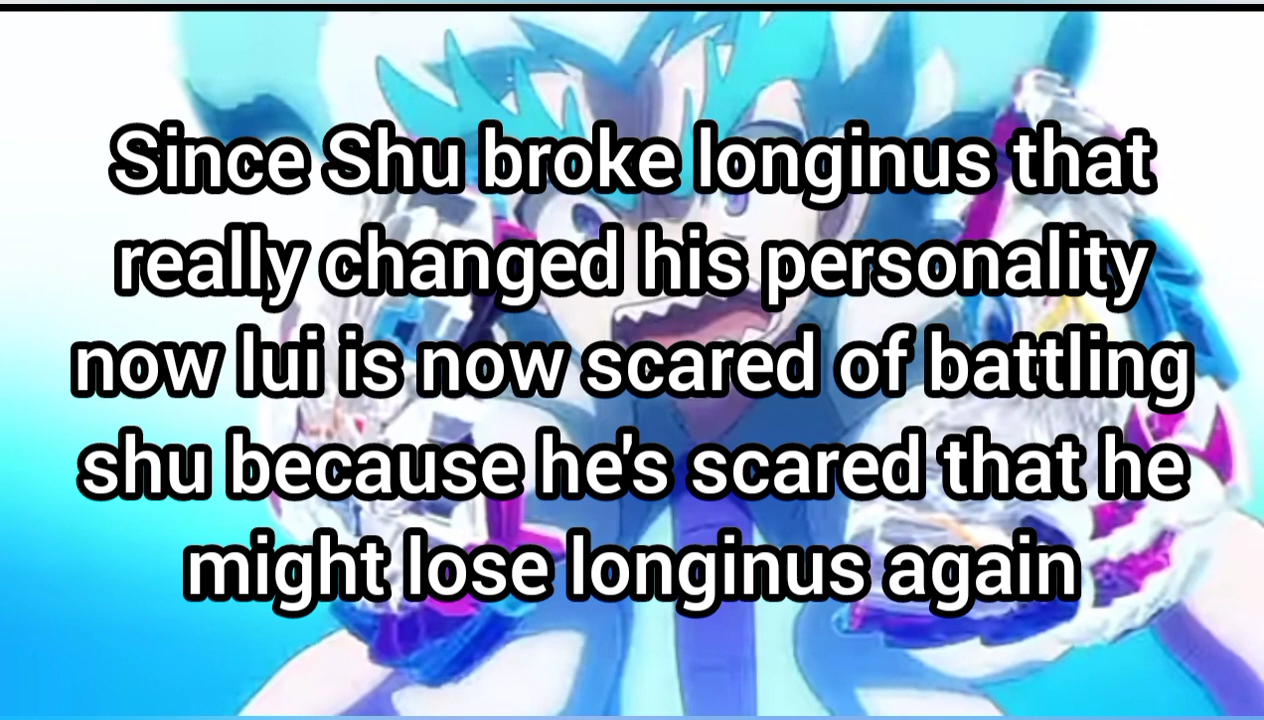 Since Shu broke longinus that
really changed his personality
now lui is now scared of battling
shu because he's scared that he
might lose longinus again